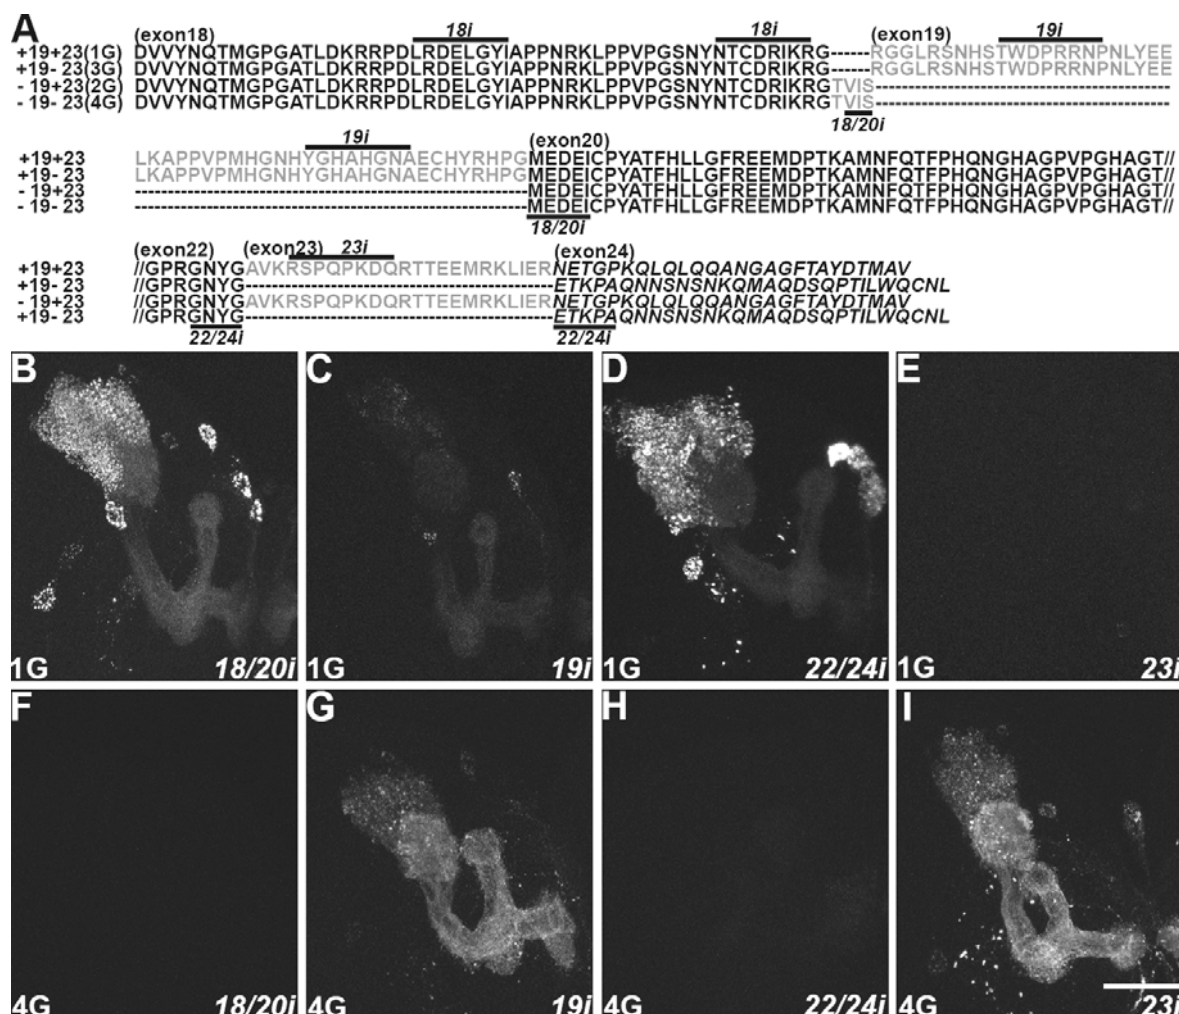 A
(exon18) 18i 18i (exon19) 19i
+19+23(1G) DVVYNQTMGPGATLDKRRPDLRDELGYIAPPNRKLPPVPGSNYNTCDRIKRG-----RGGLRSNHSTWDPRRNPNLYEE
+19- 23(3G) DVVYNQTMGPGATLDKRRPDLRDELGYIAPPNRKLPPVPGSNYNTCDRIKRG-----RGGLRSNHSTWDPRRNPNLYEE
- 19+23(2G) DVVYNQTMGPGATLDKRRPDLRDELGYIAPPNRKLPPVPGSNYNTCDRIKRGTVIS------------------------------
- 19- 23(4G) DVVYNQTMGPGATLDKRRPDLRDELGYIAPPNRKLPPVPGSNYNTCDRIKRGTVIS------------------------------
18/20i
19i (exon20)
+19+23 LKAPPVPMHGNHYGHAHGNAECHYRHPGMEDEICPYATFHLLGFREEMDPTKAMNFQTFPHQNGHAGPVPGHAGT//
+19- 23 LKAPPVPMHGNHYGHAHGNAECHYRHPGMEDEICPYATFHLLGFREEMDPTKAMNFQTFPHQNGHAGPVPGHAGT//
- 19+23 ----------------------------MEDEICPYATFHLLGFREEMDPTKAMNFQTFPHQNGHAGPVPGHAGT//
- 19- 23 ----------------------------MEDEICPYATFHLLGFREEMDPTKAMNFQTFPHQNGHAGPVPGHAGT//
18/20i
(exon22) (exon23) 23i (exon24)
+19+23 //GPRGNYGAVKRSPQPKDQRTTEEMRKLIERNETGPKQLQLQQANGAGFTAYDTMAV
+19- 23 //GPRGNYG------------------------ETKPAQNNSNSNKQMAQDSQPTILWQCNL
- 19+23 //GPRGNYGAVKRSPQPKDQRTTEEMRKLIERNETGPKQLQLQQANGAGFTAYDTMAV
+19- 23 //GPRGNYG------------------------ETKPAQNNSNSNKQMAQDSQPTILWQCNL
22/24i 22/24i
B C D E
1G 18/20i 1G 19i 1G 22/24i 1G 23i
F G H I
4G 18/20i 4G 19i 4G 22/24i 4G 23i